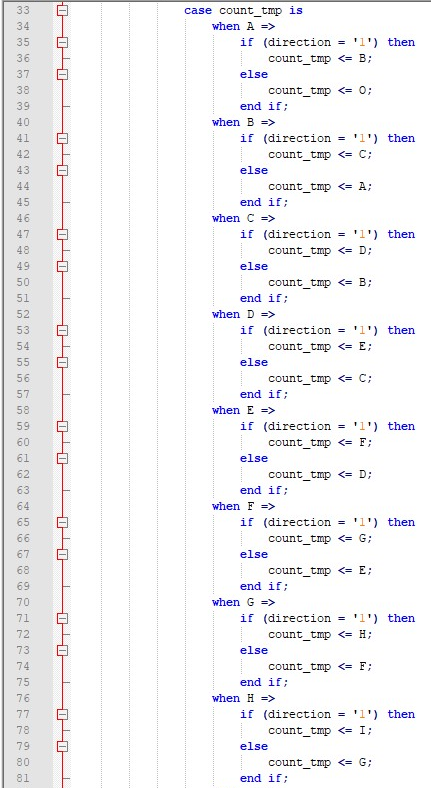 33 case count_tmp is
34 when A =>
35 if (direction = '1') then
36 count_tmp <= B;
37 else
38 count_tmp <= O;
39 end if;
40 when B =>
41 if (direction = '1') then
42 count_tmp <= C;
43 else
44 count_tmp <= A;
45 end if;
46 when C =>
47 if (direction = '1') then
48 count_tmp <= D;
49 else
50 count_tmp <= B;
51 end if;
52 when D =>
53 if (direction = '1') then
54 count_tmp <= E;
55 else
56 count_tmp <= C;
57 end if;
58 when E =>
59 if (direction = '1') then
60 count_tmp <= F;
61 else
62 count_tmp <= D;
63 end if;
64 when F =>
65 if (direction = '1') then
66 count_tmp <= G;
67 else
68 count_tmp <= E;
69 end if;
70 when G =>
71 if (direction = '1') then
72 count_tmp <= H;
73 else
74 count_tmp <= F;
75 end if;
76 when H =>
77 if (direction = '1') then
78 count_tmp <= I;
79 else
80 count_tmp <= G;
81 end if;